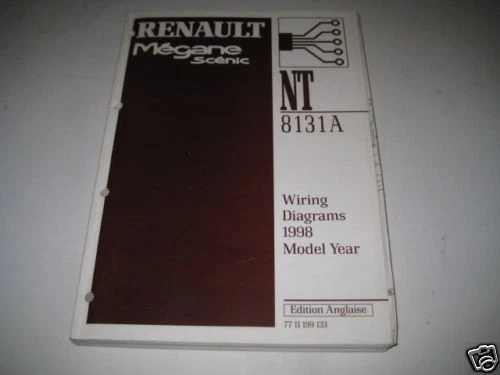 RENAULT
Mégane
Scénic
NT
8131A
Wiring
Diagrams
1998
Model Year
Edition Anglaise
77 11 199 133